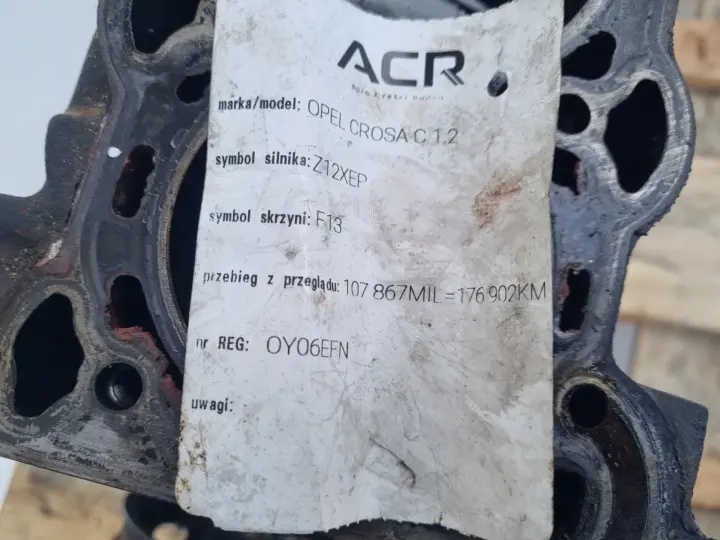 ACR
marka/model: OPEL CROSA C 1.2
symbol silnika: Z12XEP
symbol skrzyni: F13
przebieg z przeglądu: 107 867MIL=176 902KM
nr REG: OY06EFN
uwagi: